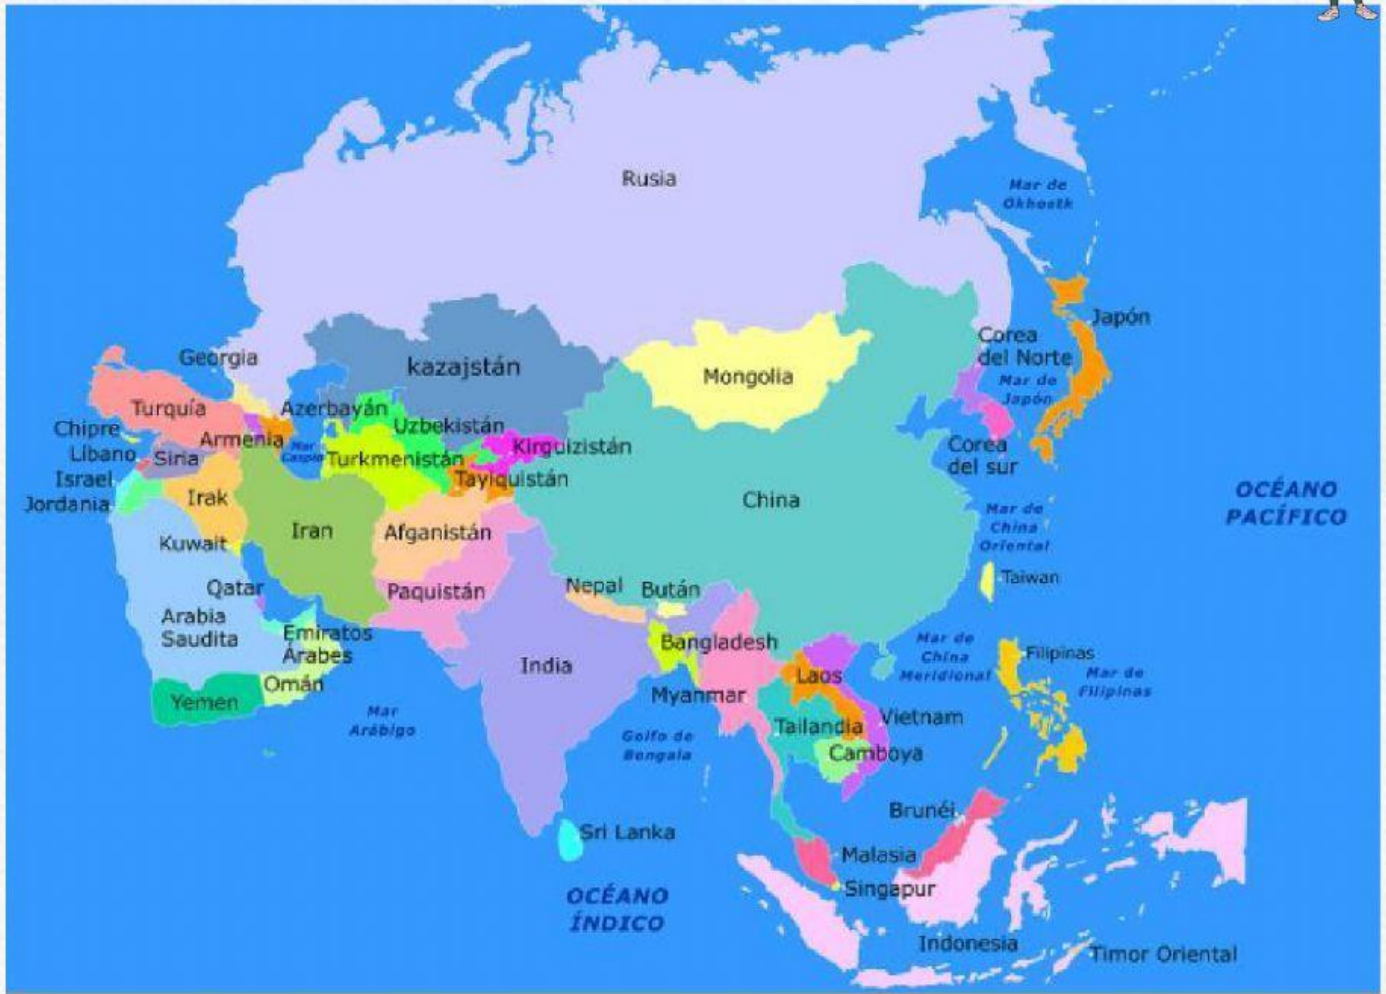 Rusia
Mar de
Okhostk
Georgia
kazajstán
Mongolia
Corea
del Norte
Japón
Mar de
Japón
Turquía
Azerbayán
Chipre
Armenia
Mar
Caspio
Uzbekistán
Kirguizistán
Líbano
Siria
Turkmenistán
Corea
del sur
Israel
Tayiquistán
Jordania
Irak
Iran
Afganistán
China
OCÉANO
PACÍFICO
Mar de
China
Oriental
Kuwait
Qatar
Paquistán
Nepal
Bután
Taiwan
Arabia
Saudita
Emiratos
Árabes
India
Bangladesh
Mar de
China
Meridional
Filipinas
Mar de
Filipinas
Yemen
Omán
Myanmar
Laos
Mar
Arábigo
Golfo de
Bengala
Tailandia
Vietnam
Camboya
Sri Lanka
Brunéi
Malasia
Singapur
OCÉANO
ÍNDICO
Indonesia
Timor Oriental